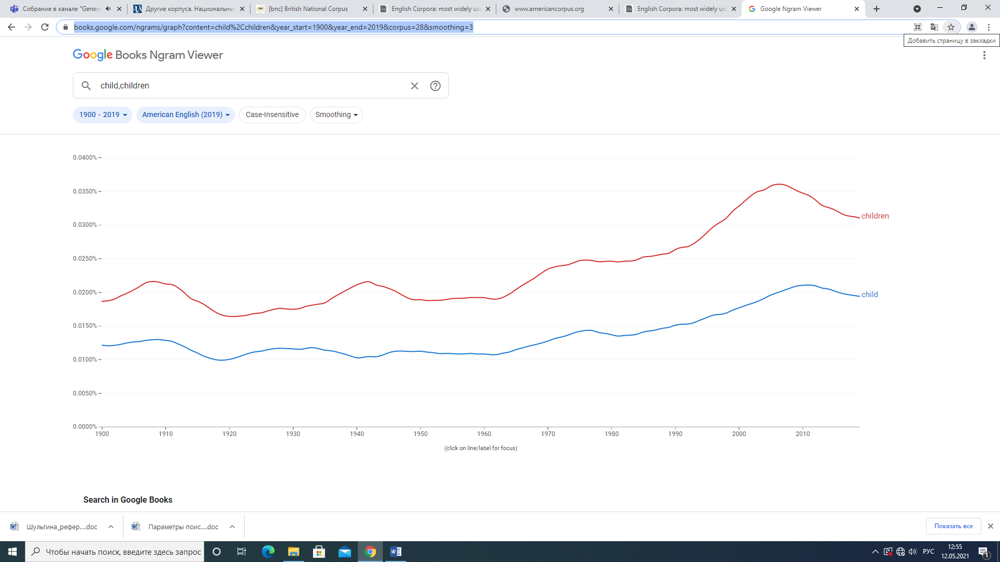 Собрание в канале "Genera
Другие корпуса. Национальны
[bnc] British National Corpus
English Corpora: most widely us
www.americancorpus.org
English Corpora: most widely us
Google Ngram Viewer
books.google.com/ngrams/graph?content=child%2Cchildren&year_start=1900&year_end=2019&corpus=28&smoothing=3
Добавить страницу в закладки
Google Books Ngram Viewer
child,children
1900 - 2019
American English (2019)
Case-Insensitive
Smoothing
0.0400%
0.0350%
children
0.0300%
0.0250%
0.0200%
child
0.0150%
0.0100%
0.0050%
0.0000%
1900 1910 1920 1930 1940 1950 1960 1970 1980 1990 2000 2010
(click on line/label for focus)
Search in Google Books
Шульгина_рефер....doc
Параметры поис....doc
Показать все
Чтобы начать поиск, введите здесь запрос
РУС
12:55
12.05.2021
1